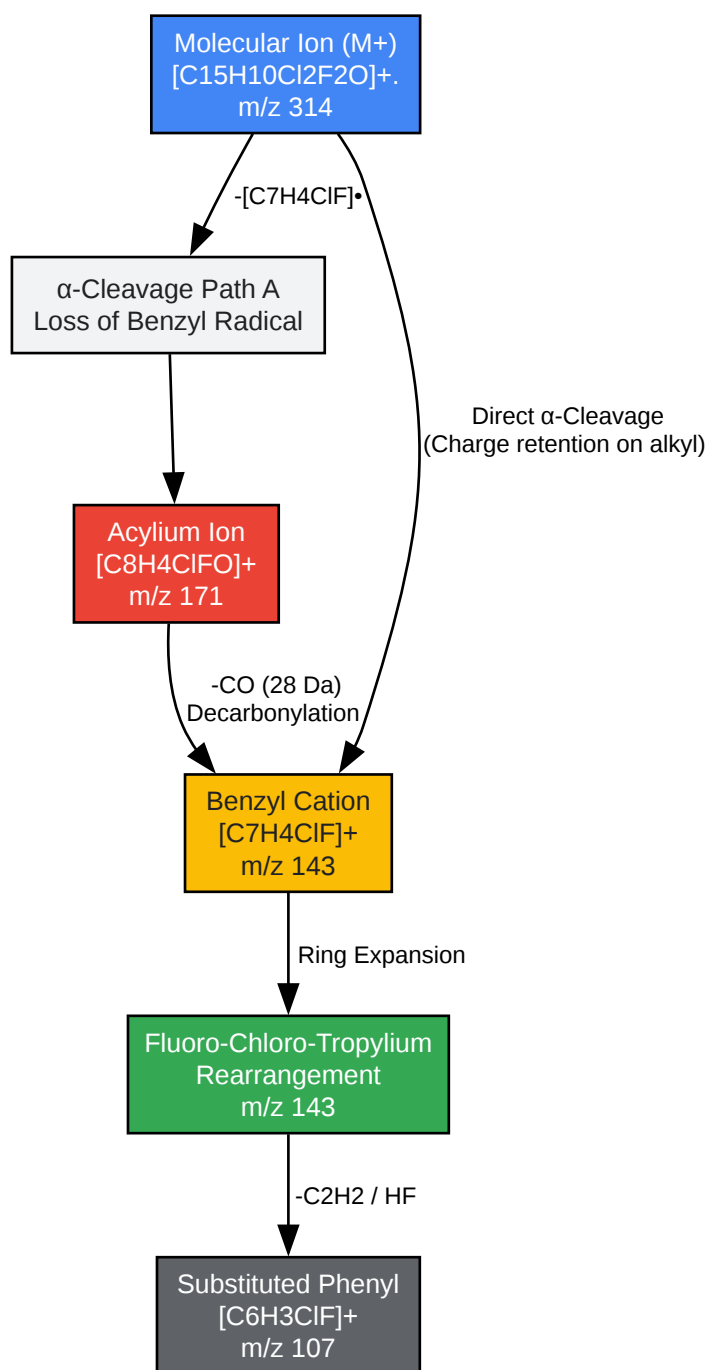 Molecular Ion (M+)
[C15H10Cl2F2O]+.
m/z 314
-[C7H4ClF]•
α-Cleavage Path A
Loss of Benzyl Radical
Direct α-Cleavage
(Charge retention on alkyl)
Acylium Ion
[C8H4ClFO]+
m/z 171
-CO (28 Da)
Decarbonylation
Benzyl Cation
[C7H4ClF]+
m/z 143
Ring Expansion
Fluoro-Chloro-Tropylium
Rearrangement
m/z 143
-C2H2 / HF
Substituted Phenyl
[C6H3ClF]+
m/z 107